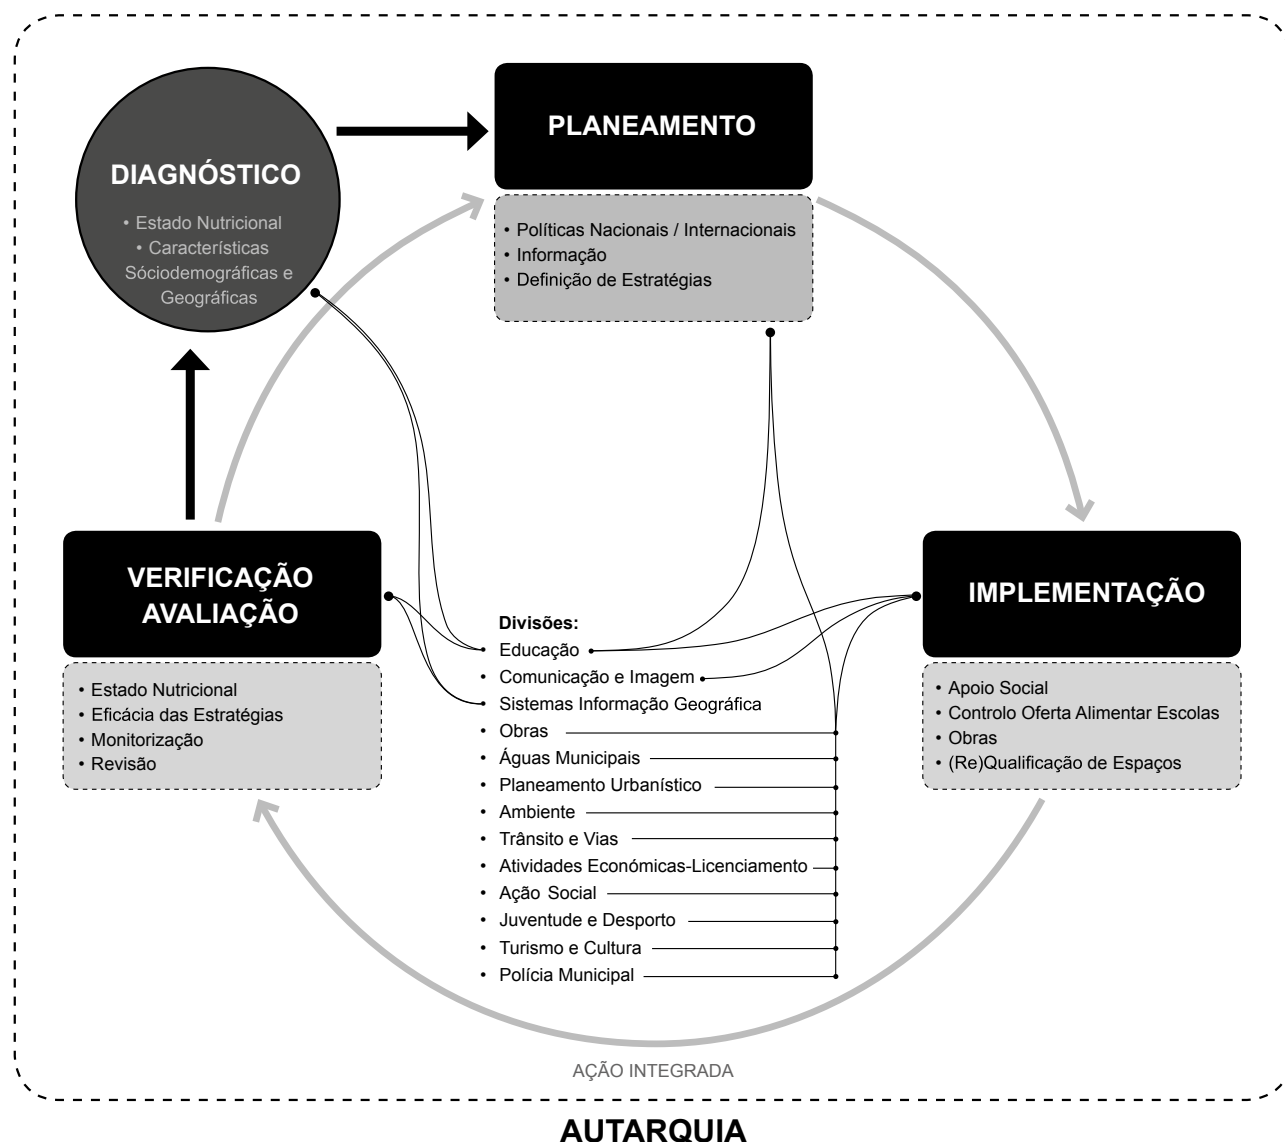 DIAGNÓSTICO
• Estado Nutricional
• Características
Sóciodemográficas e
Geográficas
PLANEAMENTO
• Políticas Nacionais / Internacionais
• Informação
• Definição de Estratégias
VERIFICAÇÃO
AVALIAÇÃO
• Estado Nutricional
• Eficácia das Estratégias
• Monitorização
• Revisão
Divisões:
• Educação
• Comunicação e Imagem
• Sistemas Informação Geográfica
• Obras
• Águas Municipais
• Planeamento Urbanístico
• Ambiente
• Trânsito e Vias
• Atividades Económicas-Licenciamento
• Ação Social
• Juventude e Desporto
• Turismo e Cultura
• Polícia Municipal
IMPLEMENTAÇÃO
• Apoio Social
• Controlo Oferta Alimentar Escolas
• Obras
• (Re)Qualificação de Espaços
AÇÃO INTEGRADA
AUTARQUIA